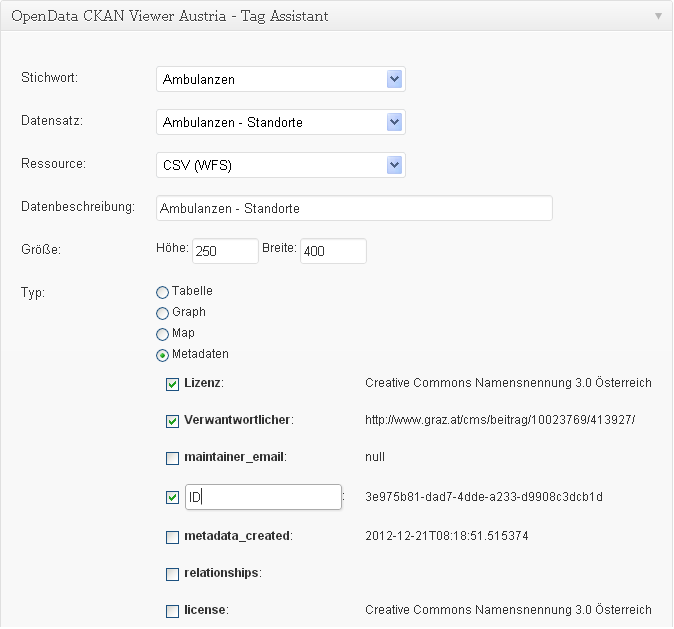 OpenData CKAN Viewer Austria - Tag Assistant
Stichwort: Ambulanzen
Datensatz: Ambulanzen - Standorte
Ressource: CSV (WFS)
Datenbeschreibung: Ambulanzen - Standorte
Größe: Höhe: 250 Breite: 400
Typ: Tabelle
Graph
Map
Metadaten
Lizenz: Creative Commons Namensnennung 3.0 Österreich
Verwantwortlicher: http://www.graz.at/cms/beitrag/10023769/413927/
maintainer_email: null
ID: 3e975b81-dad7-4dde-a233-d9908c3dcb1d
metadata_created: 2012-12-21T08:18:51.515374
relationships:
license: Creative Commons Namensnennung 3.0 Österreich